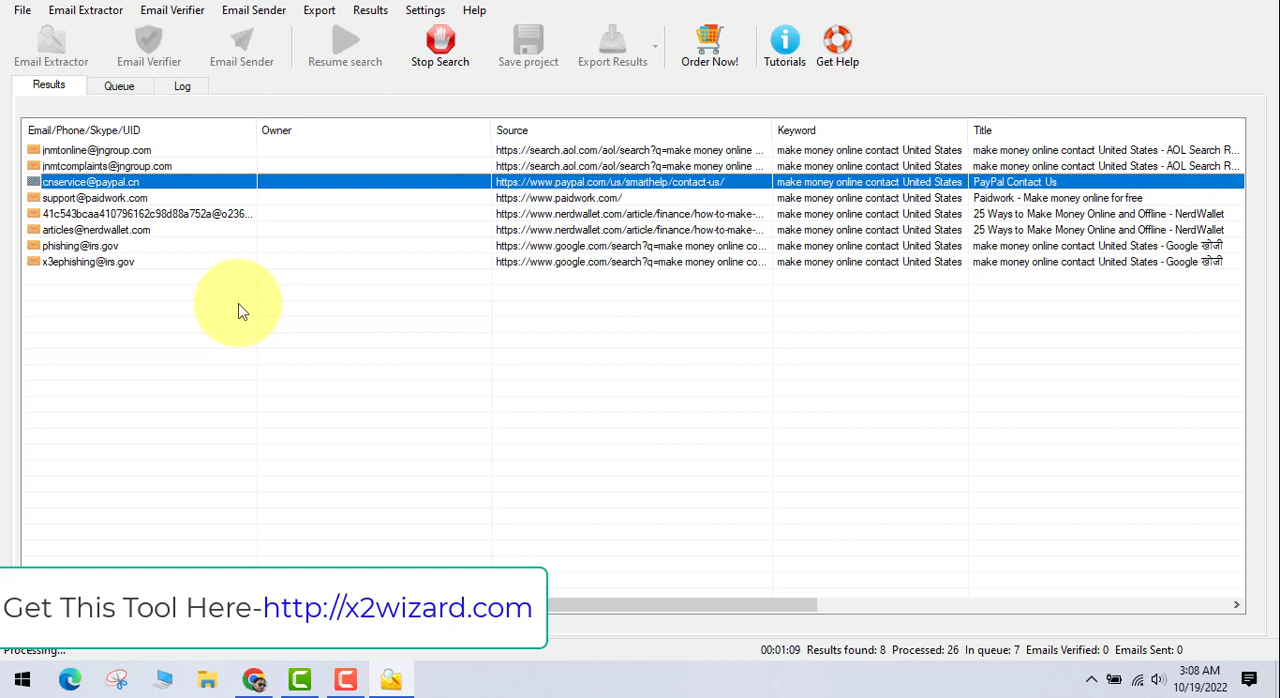 File Email Extractor Email Verifier Email Sender Export Results Settings Help
Email Extractor Email Verifier Email Sender Resume search Stop Search Save project Export Results Order Now! Tutorials Get Help
Results Queue Log
Email/Phone/Skype/UID Owner Source Keyword Title
jnmtonline@jngroup.com https://search.aol.com/aol/search?q=make money online ... make money online contact United States make money online contact United States - AOL Search R...
jnmtcomplaints@jngroup.com https://search.aol.com/aol/search?q=make money online ... make money online contact United States make money online contact United States - AOL Search R...
cnservice@paypal.cn https://www.paypal.com/us/smarthelp/contact-us/ make money online contact United States PayPal Contact Us
support@paidwork.com https://www.paidwork.com/ make money online contact United States Paidwork - Make money online for free
41c543bcaa410796162c98d88a752a@o236... https://www.nerdwallet.com/article/finance/how-to-make-... make money online contact United States 25 Ways to Make Money Online and Offline - NerdWallet
articles@nerdwallet.com https://www.nerdwallet.com/article/finance/how-to-make-... make money online contact United States 25 Ways to Make Money Online and Offline - NerdWallet
phishing@irs.gov https://www.google.com/search?q=make money online co... make money online contact United States make money online contact United States - Google खोजी
x3ephishing@irs.gov https://www.google.com/search?q=make money online co... make money online contact United States make money online contact United States - Google खोजी
Get This Tool Here-http://x2wizard.com
Processing... 00:01:09 Results found: 8 Processed: 26 In queue: 7 Emails Verified: 0 Emails Sent: 0
3:08 AM
10/19/2022